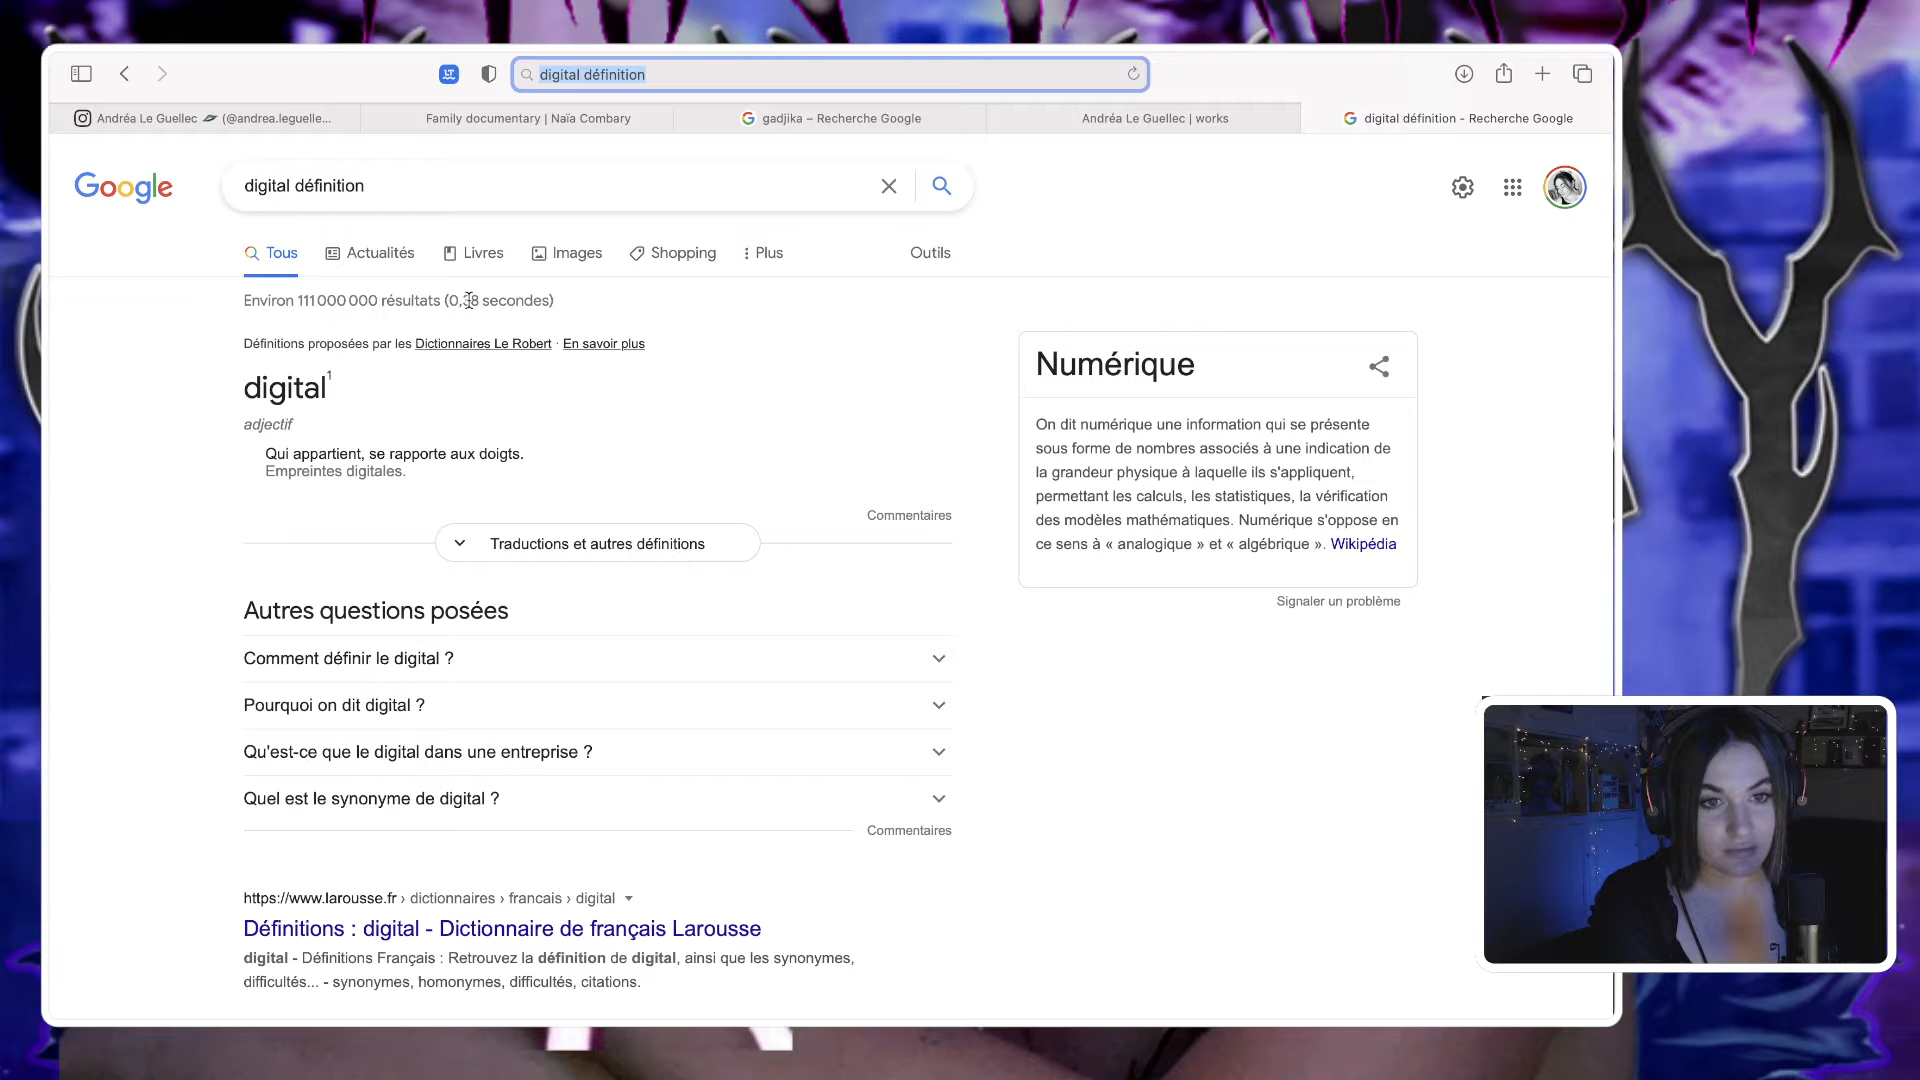 digital définition
Andréa Le Guellec (@andrea.leguelle...
Family documentary | Naïa Combary
gadjika – Recherche Google
Andréa Le Guellec | works
digital définition - Recherche Google
Google
digital définition
Tous
Actualités
Livres
Images
Shopping
Plus
Outils
Environ 111 000 000 résultats (0,38 secondes)
Définitions proposées par les Dictionnaires Le Robert · En savoir plus
digital1
adjectif
Qui appartient, se rapporte aux doigts.
Empreintes digitales.
Commentaires
Traductions et autres définitions
Autres questions posées
Comment définir le digital ?
Pourquoi on dit digital ?
Qu'est-ce que le digital dans une entreprise ?
Quel est le synonyme de digital ?
Commentaires
https://www.larousse.fr › dictionnaires › francais › digital
Définitions : digital - Dictionnaire de français Larousse
digital - Définitions Français : Retrouvez la définition de digital, ainsi que les synonymes,
difficultés... - synonymes, homonymes, difficultés, citations.
Numérique
On dit numérique une information qui se présente
sous forme de nombres associés à une indication de
la grandeur physique à laquelle ils s'appliquent,
permettant les calculs, les statistiques, la vérification
des modèles mathématiques. Numérique s'oppose en
ce sens à « analogique » et « algébrique ». Wikipédia
Signaler un problème